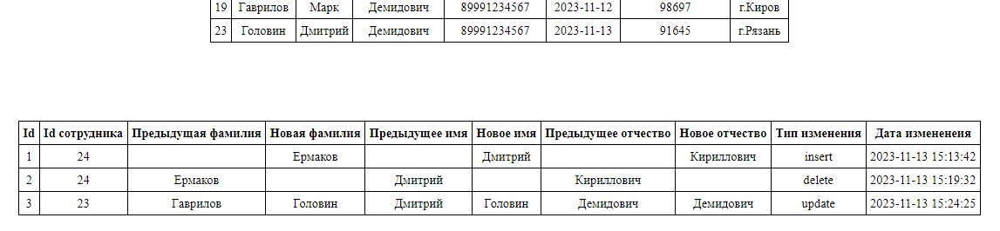 19 Гаврилов Марк Демидович 89991234567 2023-11-12 98697 г.Киров
23 Головин Дмитрий Демидович 89991234567 2023-11-13 91645 г.Рязань
Id Id сотрудника Предыдущая фамилия Новая фамилия Предыдущее имя Новое имя Предыдущее отчество Новое отчество Тип изменения Дата измененеия
1 24 Ермаков Дмитрий Кириллович insert 2023-11-13 15:13:42
2 24 Ермаков Дмитрий Кириллович delete 2023-11-13 15:19:32
3 23 Гаврилов Головин Дмитрий Головин Демидович Демидович update 2023-11-13 15:24:25